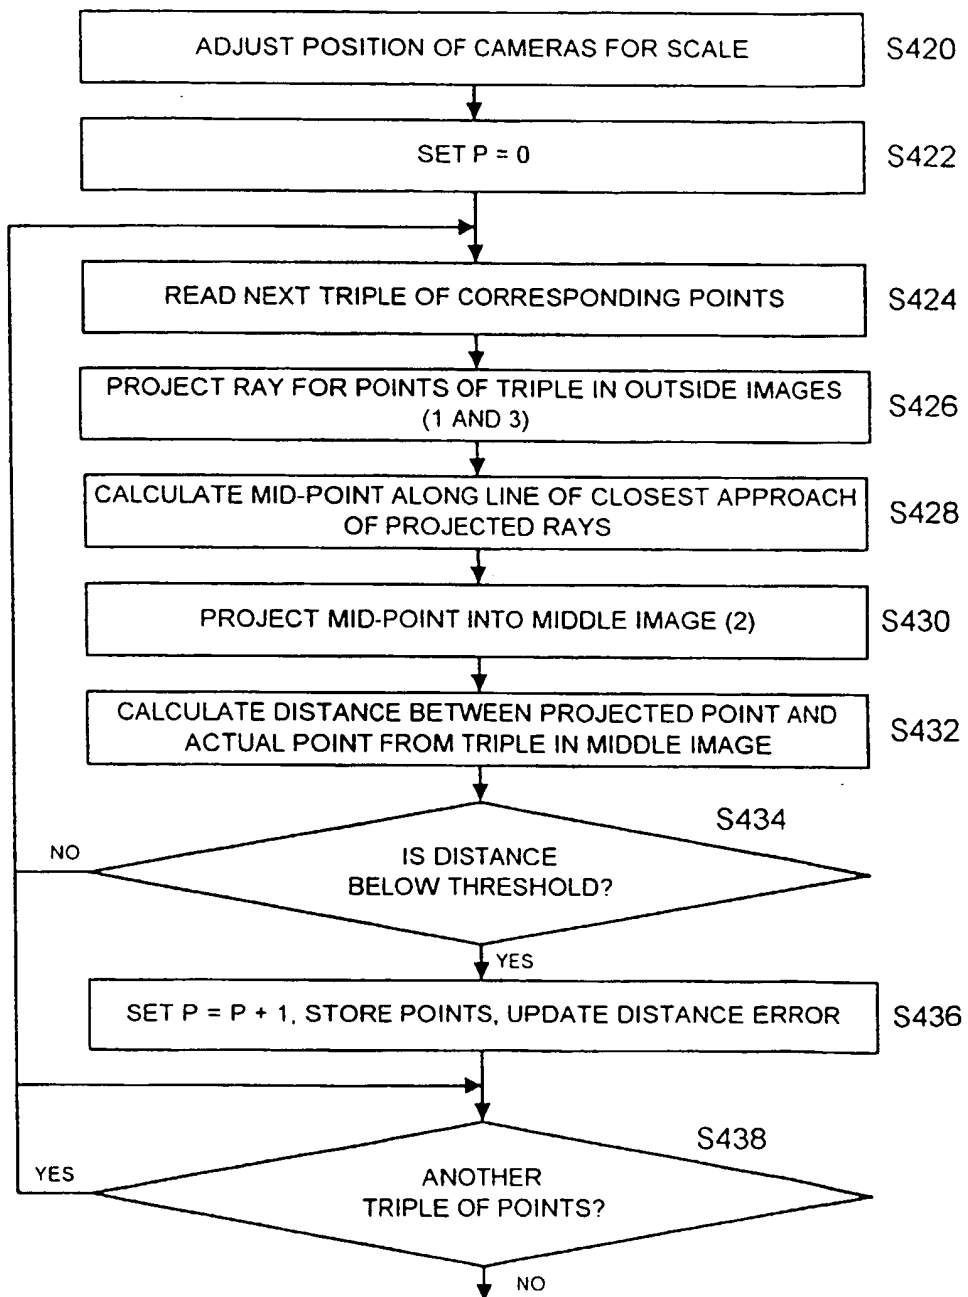 ADJUST POSITION OF CAMERAS FOR SCALE
S420
SET P = 0
S422
READ NEXT TRIPLE OF CORRESPONDING POINTS
S424
PROJECT RAY FOR POINTS OF TRIPLE IN OUTSIDE IMAGES
(1 AND 3)
S426
CALCULATE MID-POINT ALONG LINE OF CLOSEST APPROACH
OF PROJECTED RAYS
S428
PROJECT MID-POINT INTO MIDDLE IMAGE (2)
S430
CALCULATE DISTANCE BETWEEN PROJECTED POINT AND
ACTUAL POINT FROM TRIPLE IN MIDDLE IMAGE
S432
S434
NO
IS DISTANCE
BELOW THRESHOLD?
YES
SET P = P + 1, STORE POINTS, UPDATE DISTANCE ERROR
S436
S438
YES
ANOTHER
TRIPLE OF POINTS?
NO